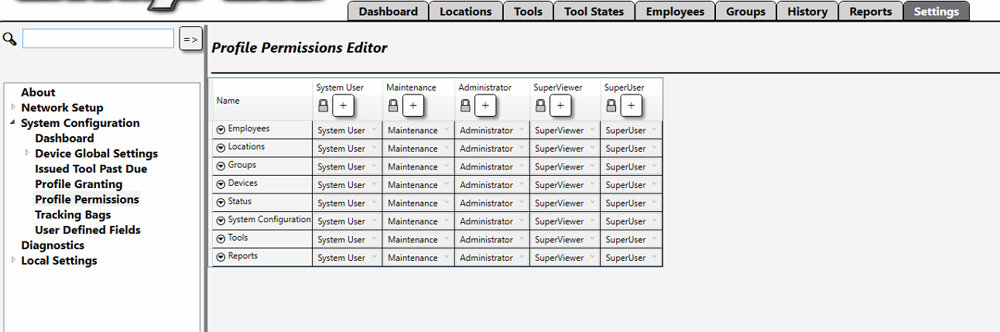 Dashboard Locations Tools Tool States Employees Groups History Reports Settings
=>
Profile Permissions Editor
About
Network Setup
System Configuration
Dashboard
Device Global Settings
Issued Tool Past Due
Profile Granting
Profile Permissions
Tracking Bags
User Defined Fields
Diagnostics
Local Settings
Name System User Maintenance Administrator SuperViewer SuperUser
+ + + + +
Employees System User Maintenance Administrator SuperViewer SuperUser
Locations System User Maintenance Administrator SuperViewer SuperUser
Groups System User Maintenance Administrator SuperViewer SuperUser
Devices System User Maintenance Administrator SuperViewer SuperUser
Status System User Maintenance Administrator SuperViewer SuperUser
System Configuration System User Maintenance Administrator SuperViewer SuperUser
Tools System User Maintenance Administrator SuperViewer SuperUser
Reports System User Maintenance Administrator SuperViewer SuperUser